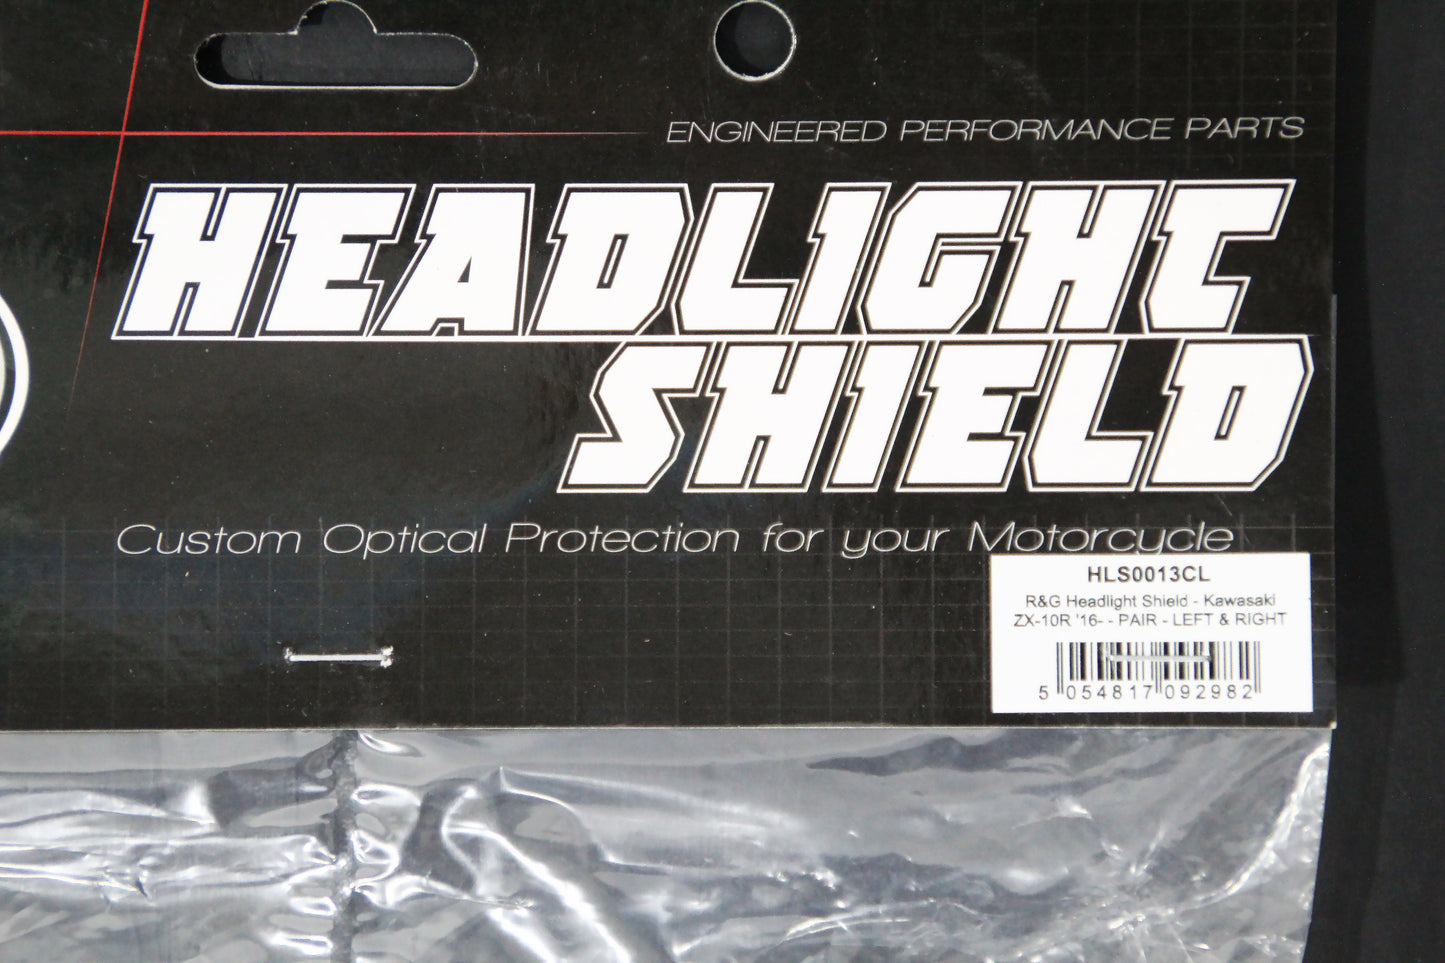 ENGINEERED PERFORMANCE PARTS
HEADLIGHT
SHIELD
Custom Optical Protection for your Motorcycle
HLS0013CL
R&G Headlight Shield - Kawasaki
ZX-10R '16- - PAIR - LEFT & RIGHT
5 054817 092982